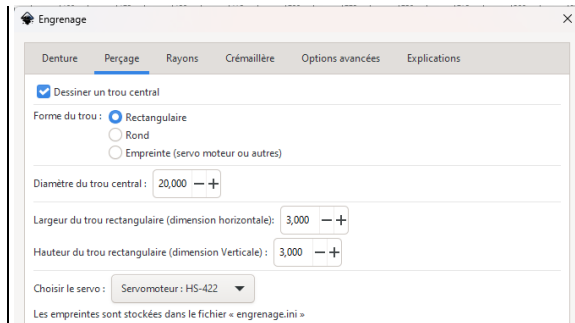 Engrenage
Denture Perçage Rayons Crémaillère Options avancées Explications
Dessiner un trou central
Forme du trou : Rectangulaire
Rond
Empreinte (servo moteur ou autres)
Diamètre du trou central : 20,000
Largeur du trou rectangulaire (dimension horizontale): 3,000
Hauteur du trou rectangulaire (dimension Verticale) : 3,000
Choisir le servo : Servomoteur : HS-422
Les empreintes sont stockées dans le fichier « engrenage.ini »